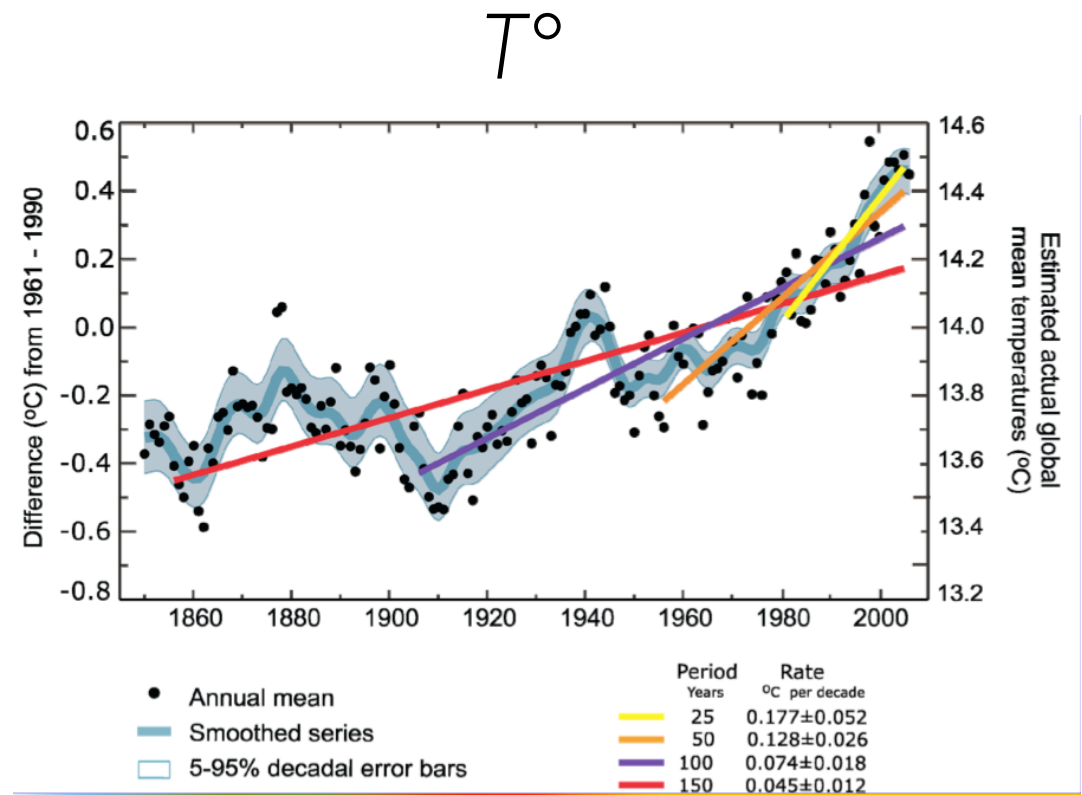 T°
Difference (ºC) from 1961 - 1990
0.6
0.4
0.2
0.0
-0.2
-0.4
-0.6
-0.8
14.6
14.4
14.2
14.0
13.8
13.6
13.4
13.2
Estimated actual global
mean temperatures (ºC)
1860 1880 1900 1920 1940 1960 1980 2000
Annual mean
Smoothed series
5-95% decadal error bars
Period Rate
Years ºC per decade
25 0.177±0.052
50 0.128±0.026
100 0.074±0.018
150 0.045±0.012